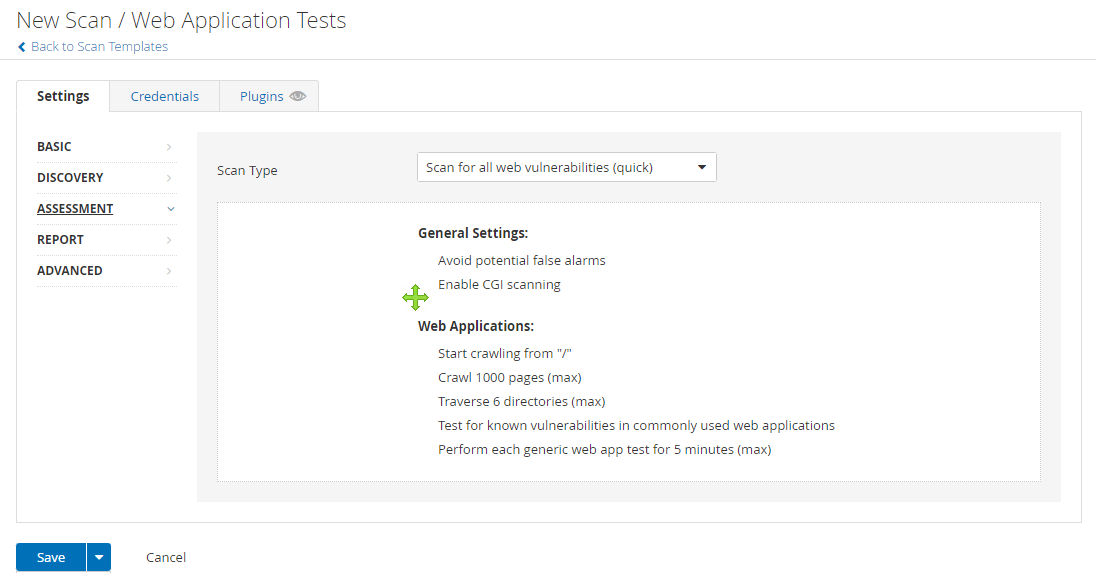 New Scan / Web Application Tests
Back to Scan Templates
Settings
Credentials
Plugins
BASIC
DISCOVERY
ASSESSMENT
REPORT
ADVANCED
Scan Type
Scan for all web vulnerabilities (quick)
General Settings:
Avoid potential false alarms
Enable CGI scanning
Web Applications:
Start crawling from "/"
Crawl 1000 pages (max)
Traverse 6 directories (max)
Test for known vulnerabilities in commonly used web applications
Perform each generic web app test for 5 minutes (max)
Save
Cancel